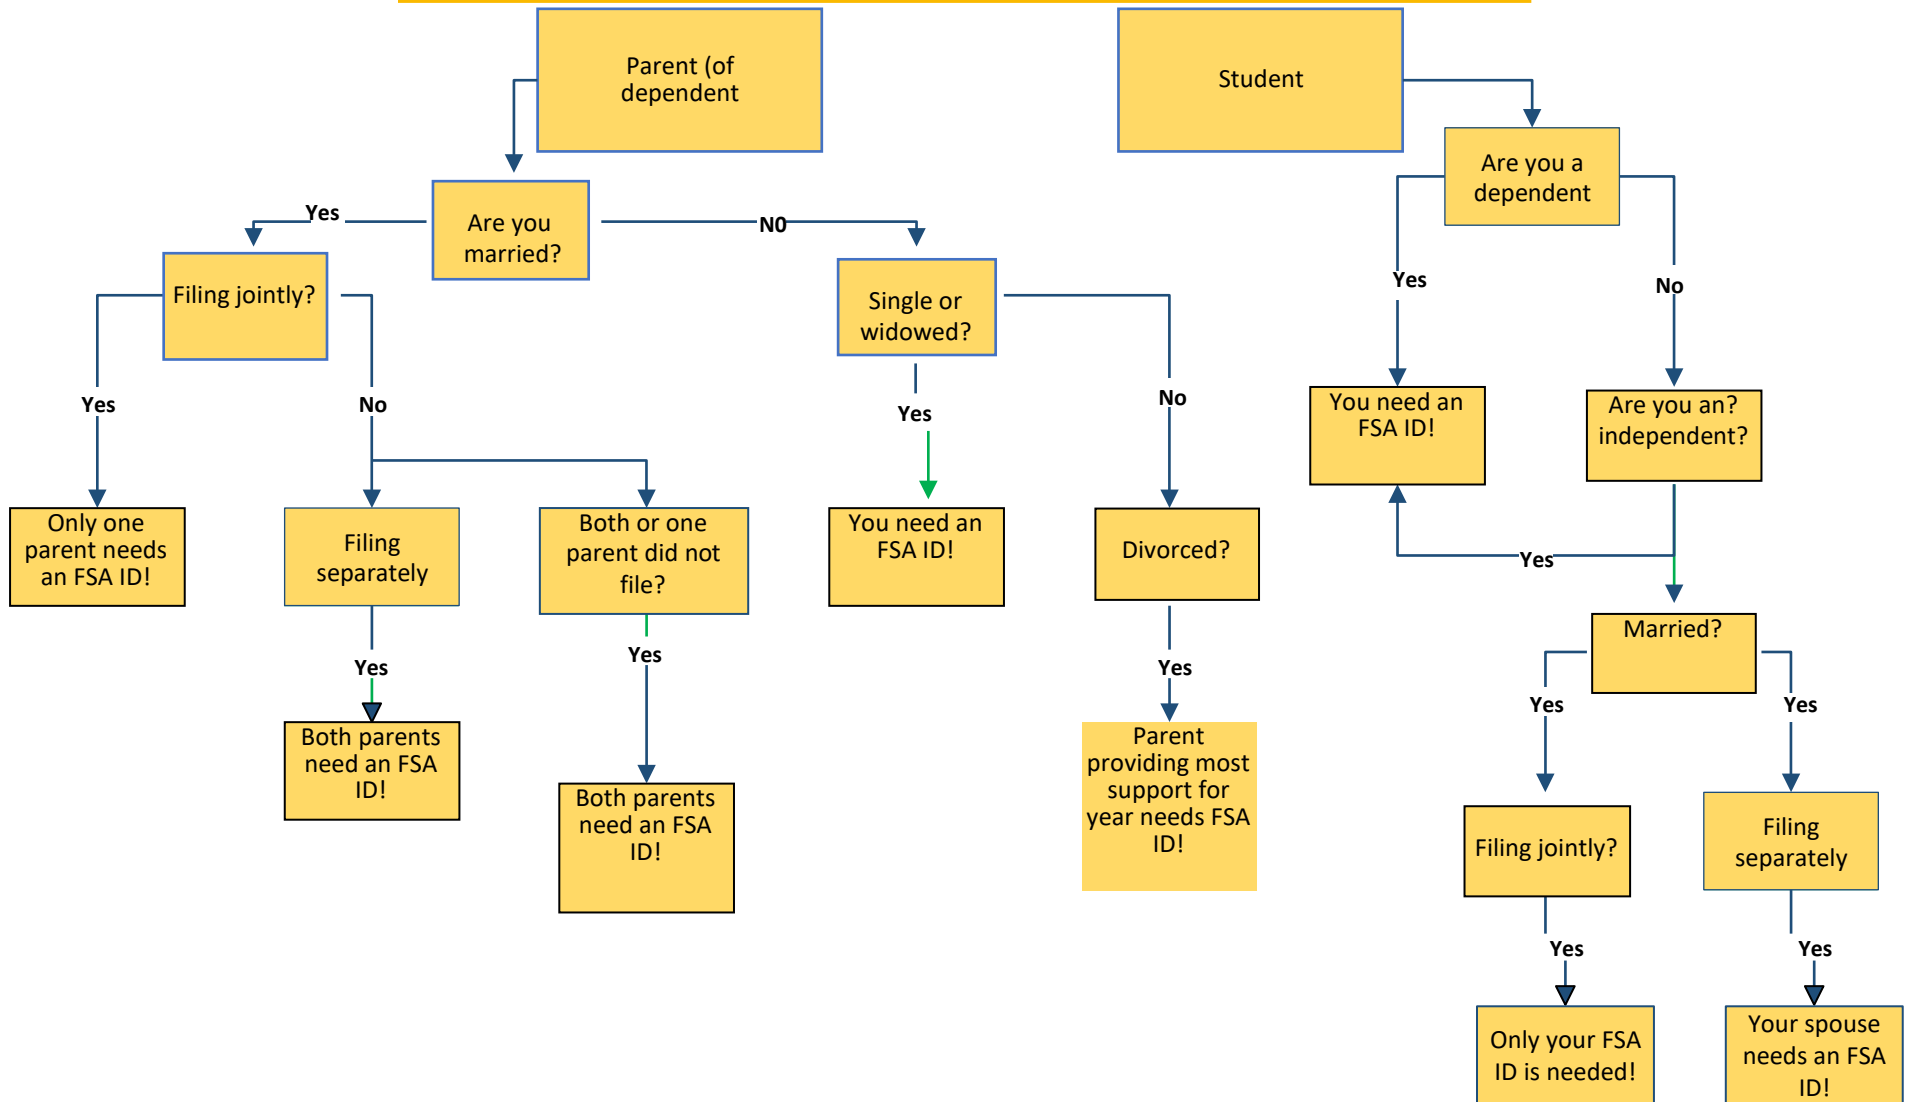 Parent (of
dependent
Student
Are you a
dependent
Are you
married?
Yes
N0
Filing jointly?
Single or
widowed?
Yes
No
Yes
No
Yes
No
You need an
FSA ID!
Are you an?
independent?
Only one
parent needs
an FSA ID!
Filing
separately
Both or one
parent did not
file?
You need an
FSA ID!
Divorced?
Yes
Married?
Yes
Yes
Yes
Yes
Yes
Both parents
need an FSA
ID!
Both parents
need an FSA
ID!
Parent
providing most
support for
year needs FSA
ID!
Filing jointly?
Filing
separately
Yes
Yes
Only your FSA
ID is needed!
Your spouse
needs an FSA
ID!